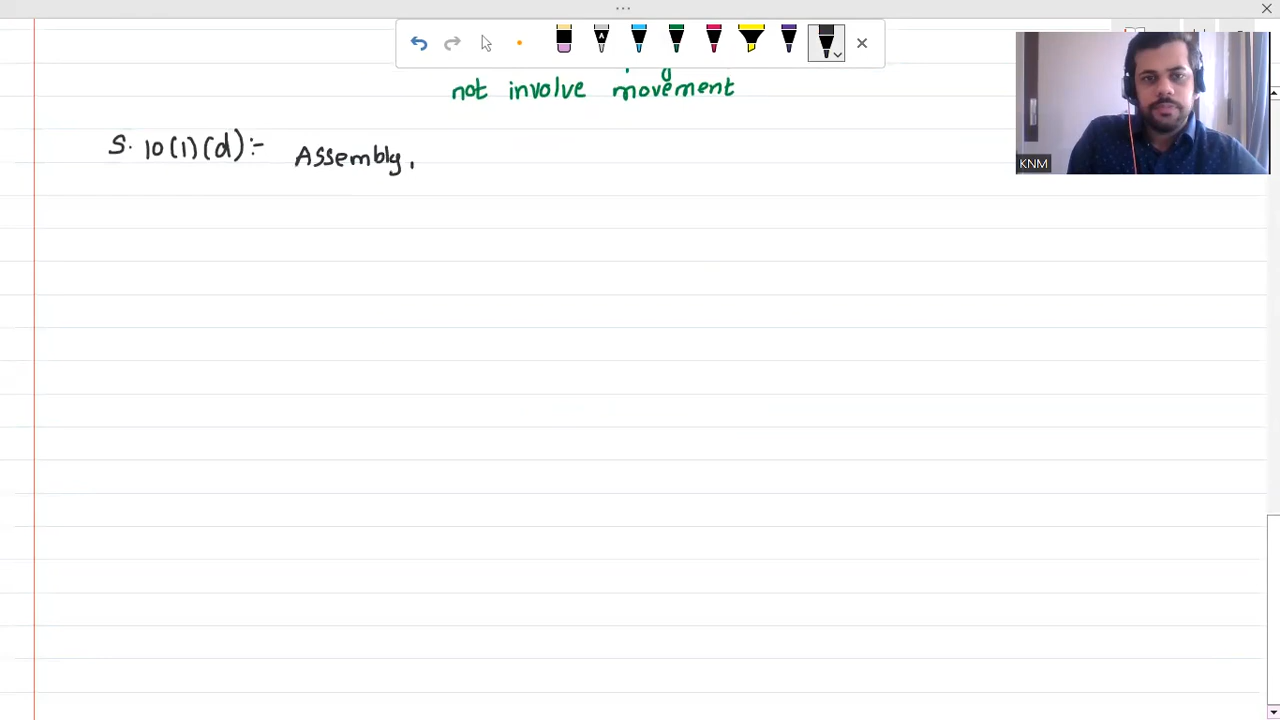 not involve movement
S. 10(1)(d):- Assembly,
KNM